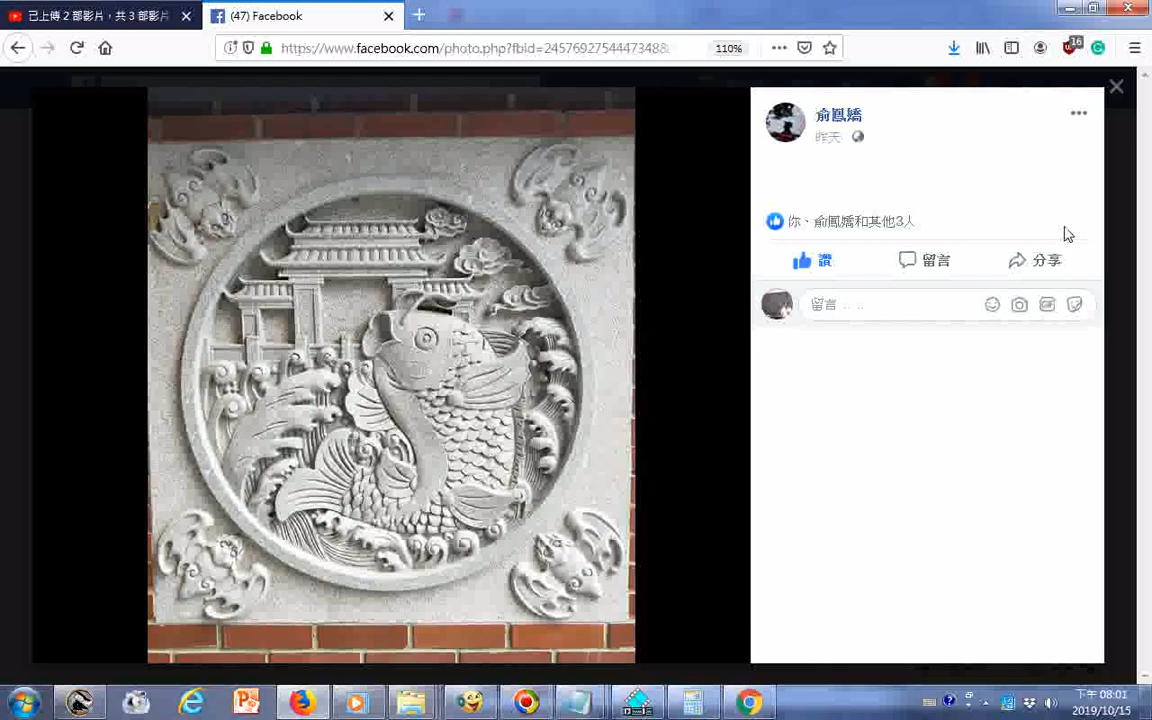 已上傳 2 部影片，共 3 部影片
(47) Facebook
https://www.facebook.com/photo.php?fbid=2457692754447348&
110%
16
俞鳳嬌
昨天
你、俞鳳嬌和其他3人
讚
留言
分享
留言 ....
GIF
下午 08:01
2019/10/15